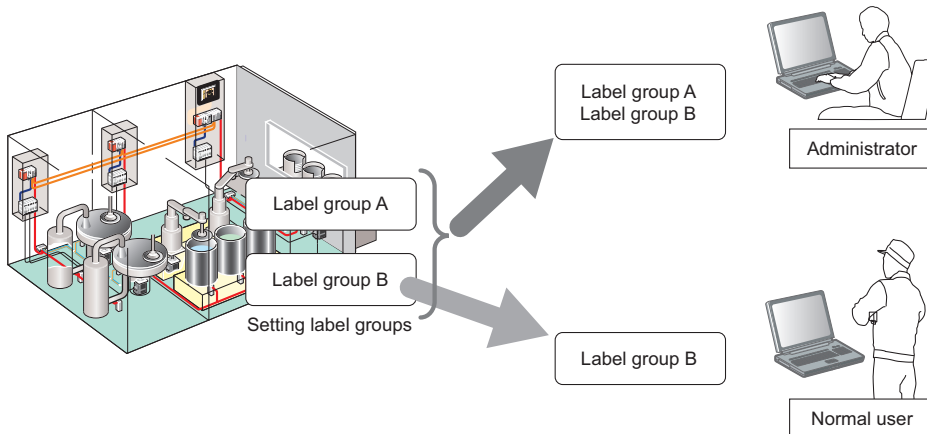 Label group A
Label group B
Administrator
Label group A
Label group B
Setting label groups
Label group B
Normal user